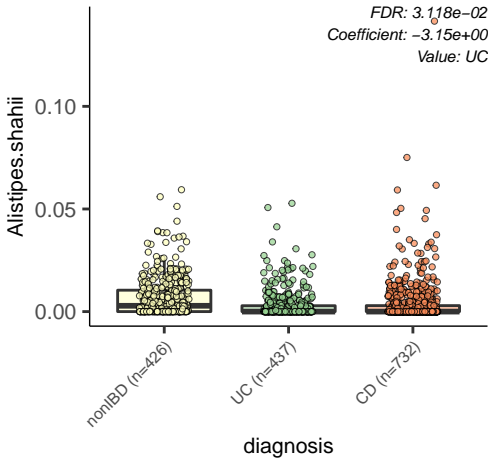 FDR: 3.118e−02
Coefficient: −3.15e+00
Value: UC
Alistipes.shahii
0.10
0.05
0.00
nonIBD (n=426)
UC (n=437)
CD (n=732)
diagnosis